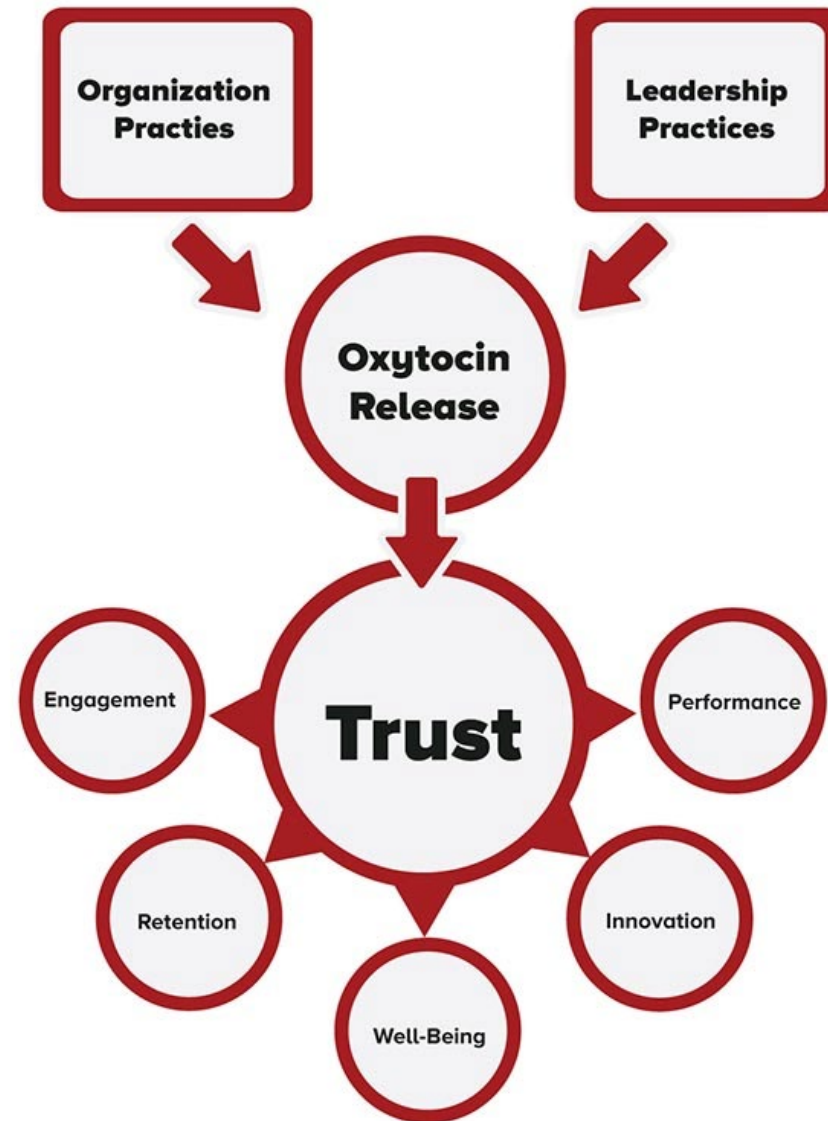 Organization
Practies
Leadership
Practices
Oxytocin
Release
Trust
Engagement
Performance
Retention
Innovation
Well-Being